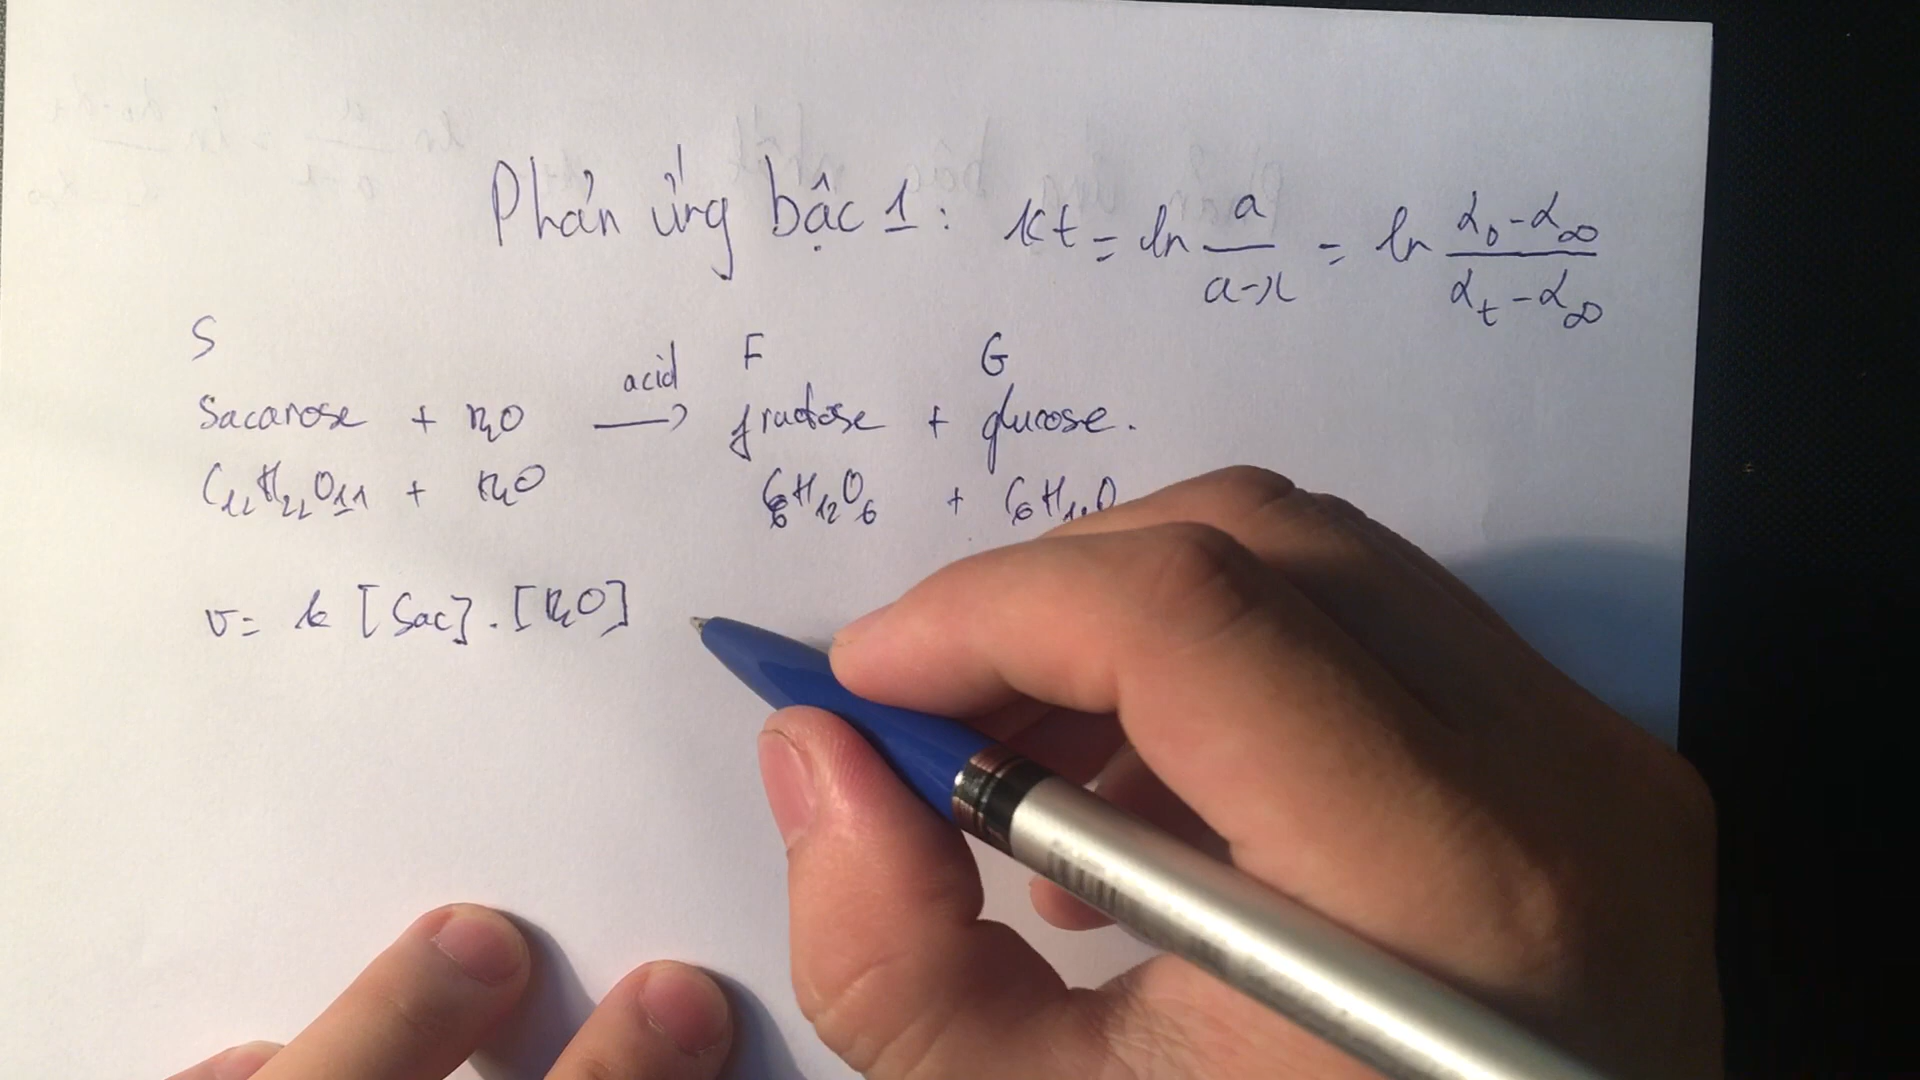 Phản ứng bậc 1: kt = ln a/(a-x) = ln (α₀-α∞)/(αₜ-α∞)
S F G
acid
Sacarose + H₂O → fructose + glucose.
C₁₂H₂₂O₁₁ + H₂O C₆H₁₂O₆ + C₆H₁₂O
v= k [Sac].[H₂O]